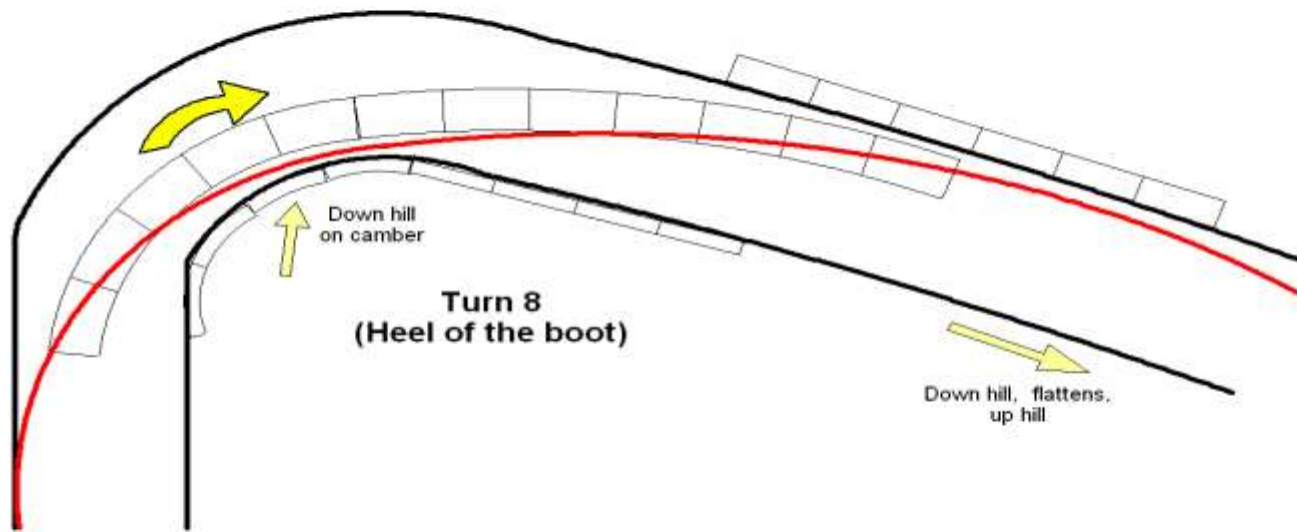 Down hill
on camber
Turn 8
(Heel of the boot)
Down hill, flattens,
up hill